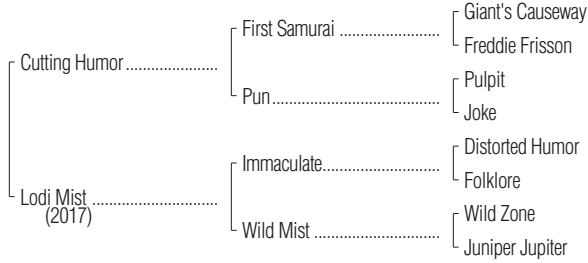 Giant's Causeway
First Samurai
Freddie Frisson
Cutting Humor
Pulpit
Pun
Joke
Distorted Humor
Immaculate
Folklore
Lodi Mist
(2017)
Wild Zone
Wild Mist
Juniper Jupiter